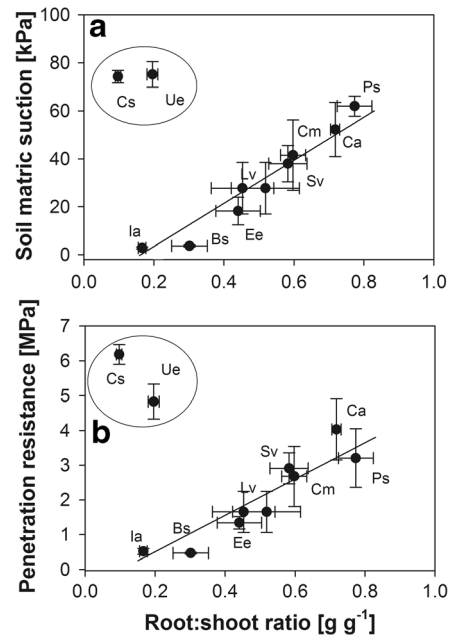 a
Soil matric suction [kPa]
100
80
60
40
20
0
Cs
Ue
Ps
Cm
Ca
Lv
Sv
Ia
Bs
Ee
0.0 0.2 0.4 0.6 0.8 1.0
b
Penetration resistance [MPa]
7
6
5
4
3
2
1
0
Cs
Ue
Ca
Sv
Ps
Cm
Lv
Ia
Bs
Ee
0.0 0.2 0.4 0.6 0.8 1.0
Root:shoot ratio [g g-1]